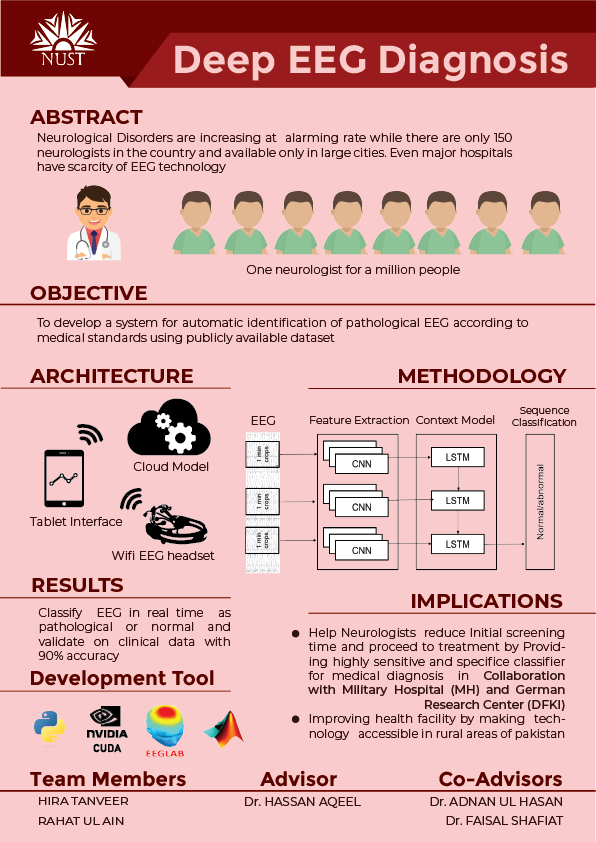 NUST
Deep EEG Diagnosis
ABSTRACT
Neurological Disorders are increasing at alarming rate while there are only 150
neurologists in the country and available only in large cities. Even major hospitals
have scarcity of EEG technology
One neurologist for a million people
OBJECTIVE
To develop a system for automatic identification of pathological EEG according to
medical standards using publicly available dataset
ARCHITECTURE
Cloud Model
Tablet Interface
Wifi EEG headset
METHODOLOGY
EEG
Feature Extraction
Context Model
Sequence
Classification
1 min
crops
CNN
LSTM
1 min
crops
CNN
LSTM
1 min
crops
CNN
LSTM
Normal/abnormal
RESULTS
Classify EEG in real time as
pathological or normal and
validate on clinical data with
90% accuracy
Development Tool
NVIDIA
CUDA
EEGLAB
IMPLICATIONS
● Help Neurologists reduce Initial screening
time and proceed to treatment by Provid-
ing highly sensitive and specifice classifier
for medical diagnosis in Collaboration
with Military Hospital (MH) and German
Research Center (DFKI)
● Improving health facility by making tech-
nology accessible in rural areas of pakistan
Team Members
HIRA TANVEER
RAHAT UL AIN
Advisor
Dr. HASSAN AQEEL
Co-Advisors
Dr. ADNAN UL HASAN
Dr. FAISAL SHAFIAT